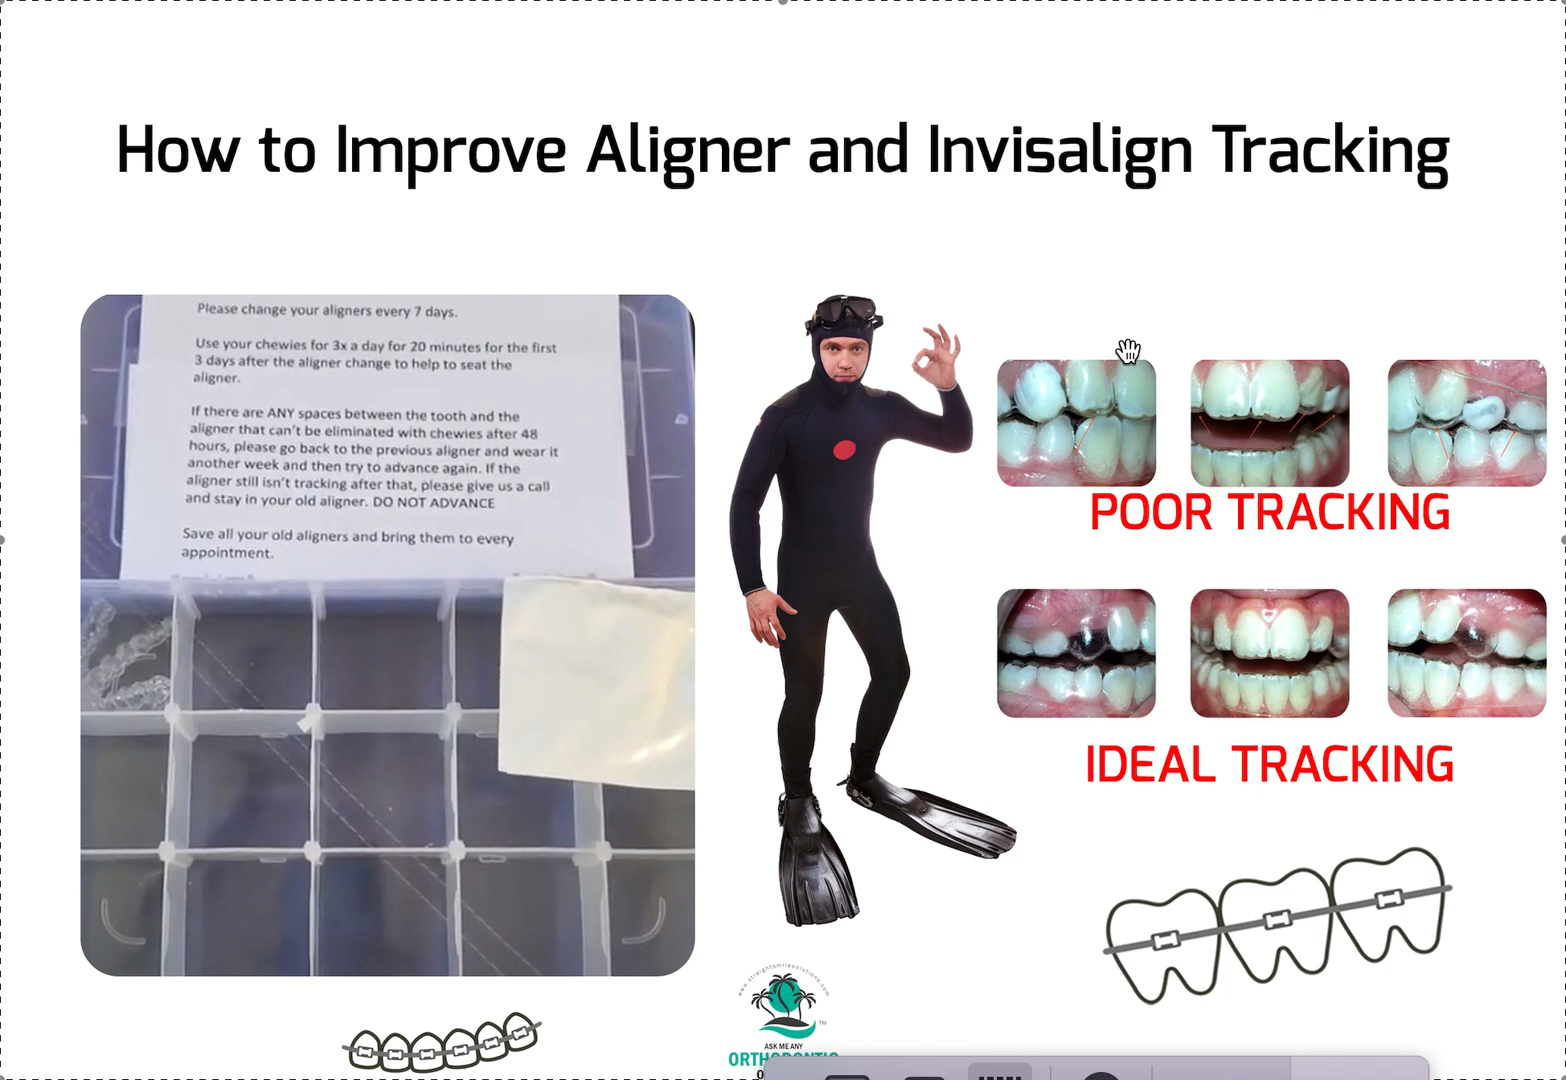 How to Improve Aligner and Invisalign Tracking
Please change your aligners every 7 days.
Use your chewies for 3x a day for 20 minutes for the first
3 days after the aligner change to help to seat the
aligner.
If there are ANY spaces between the tooth and the
aligner that can't be eliminated with chewies after 48
hours, please go back to the previous aligner and wear it
another week and then try to advance again. If the
aligner still isn't tracking after that, please give us a call
and stay in your old aligner. DO NOT ADVANCE
Save all your old aligners and bring them to every
appointment.
POOR TRACKING
IDEAL TRACKING
www.straightsmilesolutions.com
TM
ASK ME ANY
ORTHODONTIC